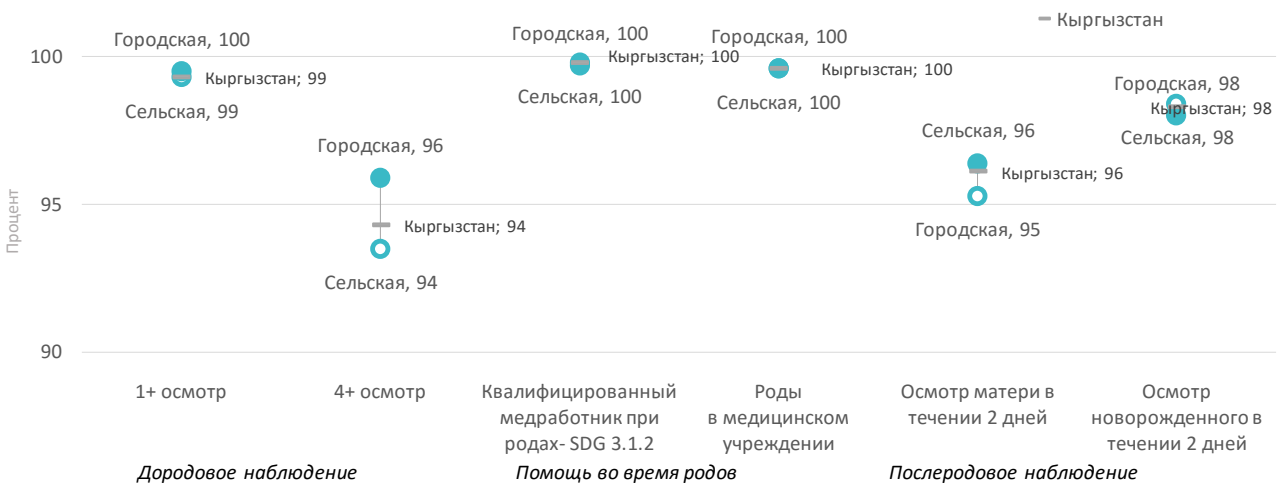 Кыргызстан
Городская, 100
Городская, 100
Городская, 100
100
Кыргызстан; 99
Кыргызстан; 100
Кыргызстан; 100
Городская, 98
Кыргызстан; 98
Сельская, 99
Сельская, 100
Сельская, 100
Сельская, 96
Сельская, 98
Городская, 96
Кыргызстан; 96
95
Процент
Кыргызстан; 94
Городская, 95
Сельская, 94
90
1+ осмотр
4+ осмотр
Квалифицированный
медработник при
родах- SDG 3.1.2
Роды
в медицинском
учреждении
Осмотр матери в
течении 2 дней
Осмотр
новорожденного в
течении 2 дней
Дородовое наблюдение
Помощь во время родов
Послеродовое наблюдение